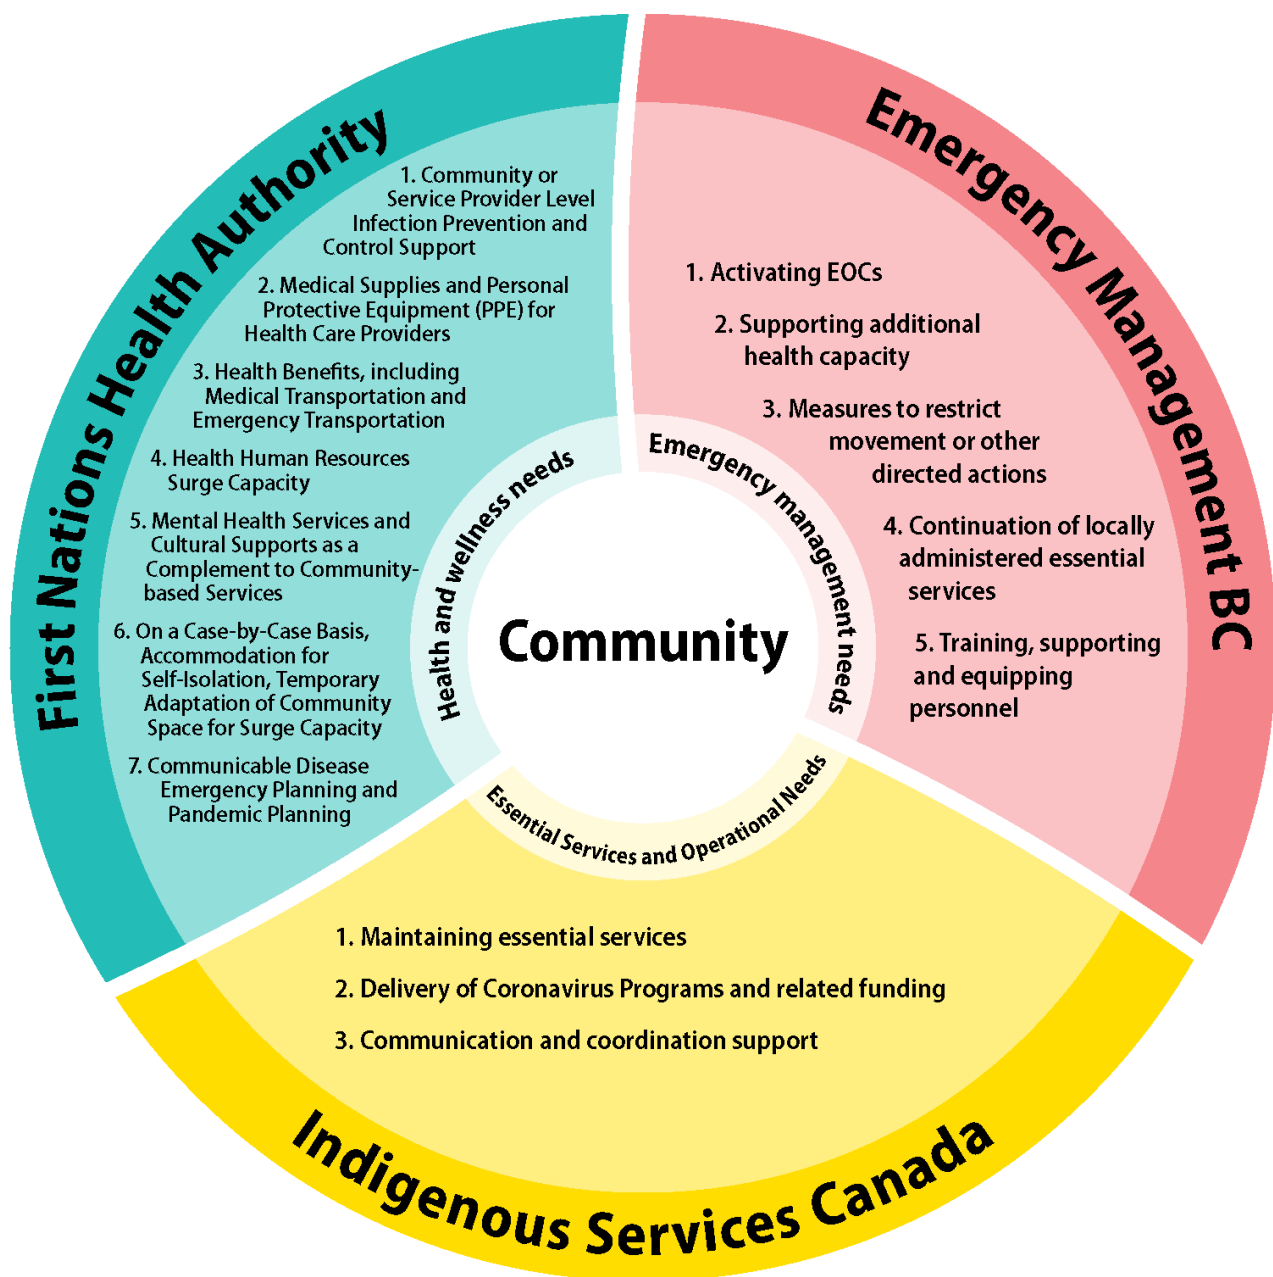 First Nations Health Authority
1. Community or
Service Provider Level
Infection Prevention and
Control Support
2. Medical Supplies and Personal
Protective Equipment (PPE) for
Health Care Providers
3. Health Benefits, including
Medical Transportation and
Emergency Transportation
4. Health Human Resources
Surge Capacity
5. Mental Health Services and
Cultural Supports as a
Complement to Community-
based Services
6. On a Case-by-Case Basis,
Accommodation for
Self-Isolation, Temporary
Adaptation of Community
Space for Surge Capacity
7. Communicable Disease
Emergency Planning and
Pandemic Planning
Health and wellness needs
Emergency Management BC
1. Activating EOCs
2. Supporting additional
health capacity
3. Measures to restrict
movement or other
directed actions
4. Continuation of locally
administered essential
services
5. Training, supporting
and equipping
personnel
Emergency management needs
Community
Essential Services and Operational Needs
1. Maintaining essential services
2. Delivery of Coronavirus Programs and related funding
3. Communication and coordination support
Indigenous Services Canada